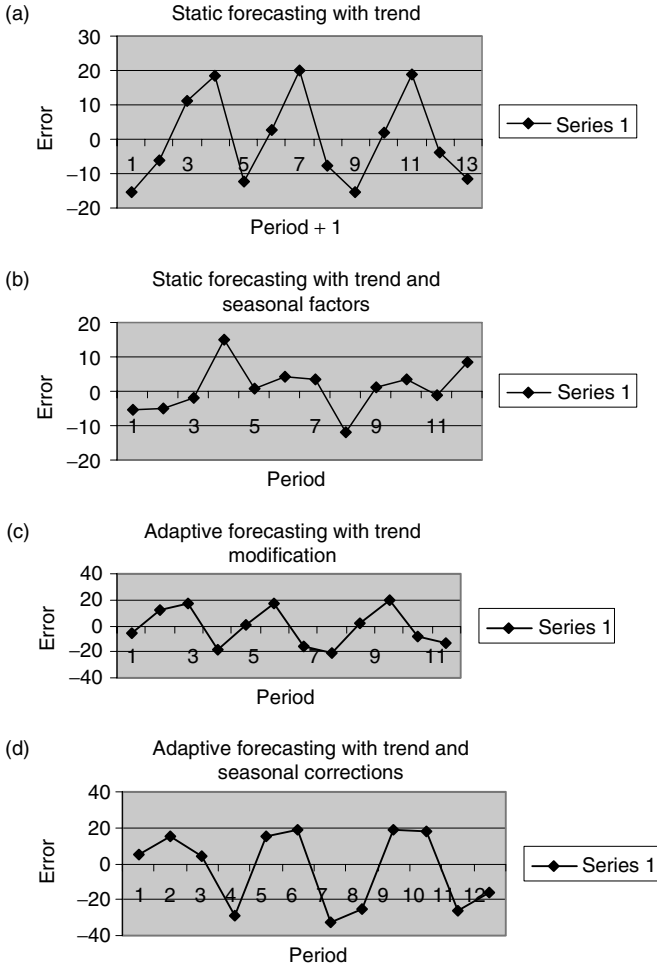 (a)
Static forecasting with trend
30
20
10
0
−10
−20
Error
1 3 5 7 9 11 13
Period + 1
Series 1
(b)
Static forecasting with trend and
seasonal factors
20
10
0
−10
−20
Error
1 3 5 7 9 11
Period
Series 1
(c)
Adaptive forecasting with trend
modification
40
20
0
−20
−40
Error
1 3 5 7 9 11
Period
Series 1
(d)
Adaptive forecasting with trend and
seasonal corrections
40
20
0
−20
−40
Error
1 2 3 4 5 6 7 8 9 10 11 12
Period
Series 1